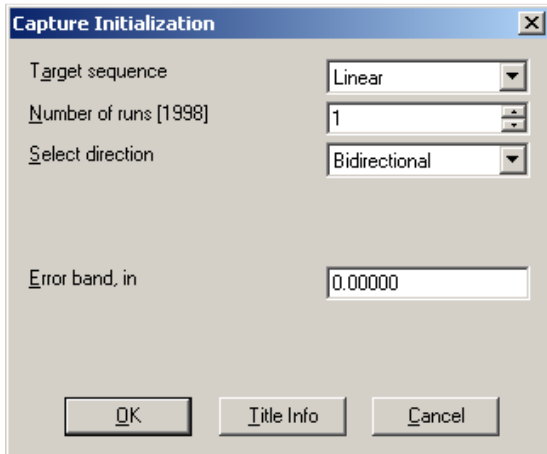 Capture Initialization
Target sequence Linear
Number of runs [1998] 1
Select direction Bidirectional
Error band, in 0.00000
OK Title Info Cancel